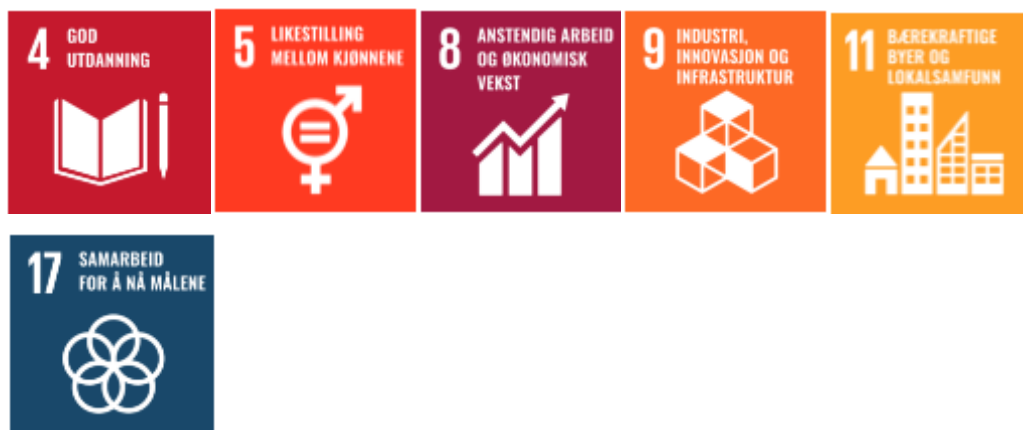 4 GOD
UTDANNING
5 LIKESTILLING
MELLOM KJØNNENE
8 ANSTENDIG ARBEID
OG ØKONOMISK
VEKST
9 INDUSTRI,
INNOVASJON OG
INFRASTRUKTUR
11 BÆREKRAFTIGE
BYER OG
LOKALSAMFUNN
17 SAMARBEID
FOR Å NÅ MÅLENE